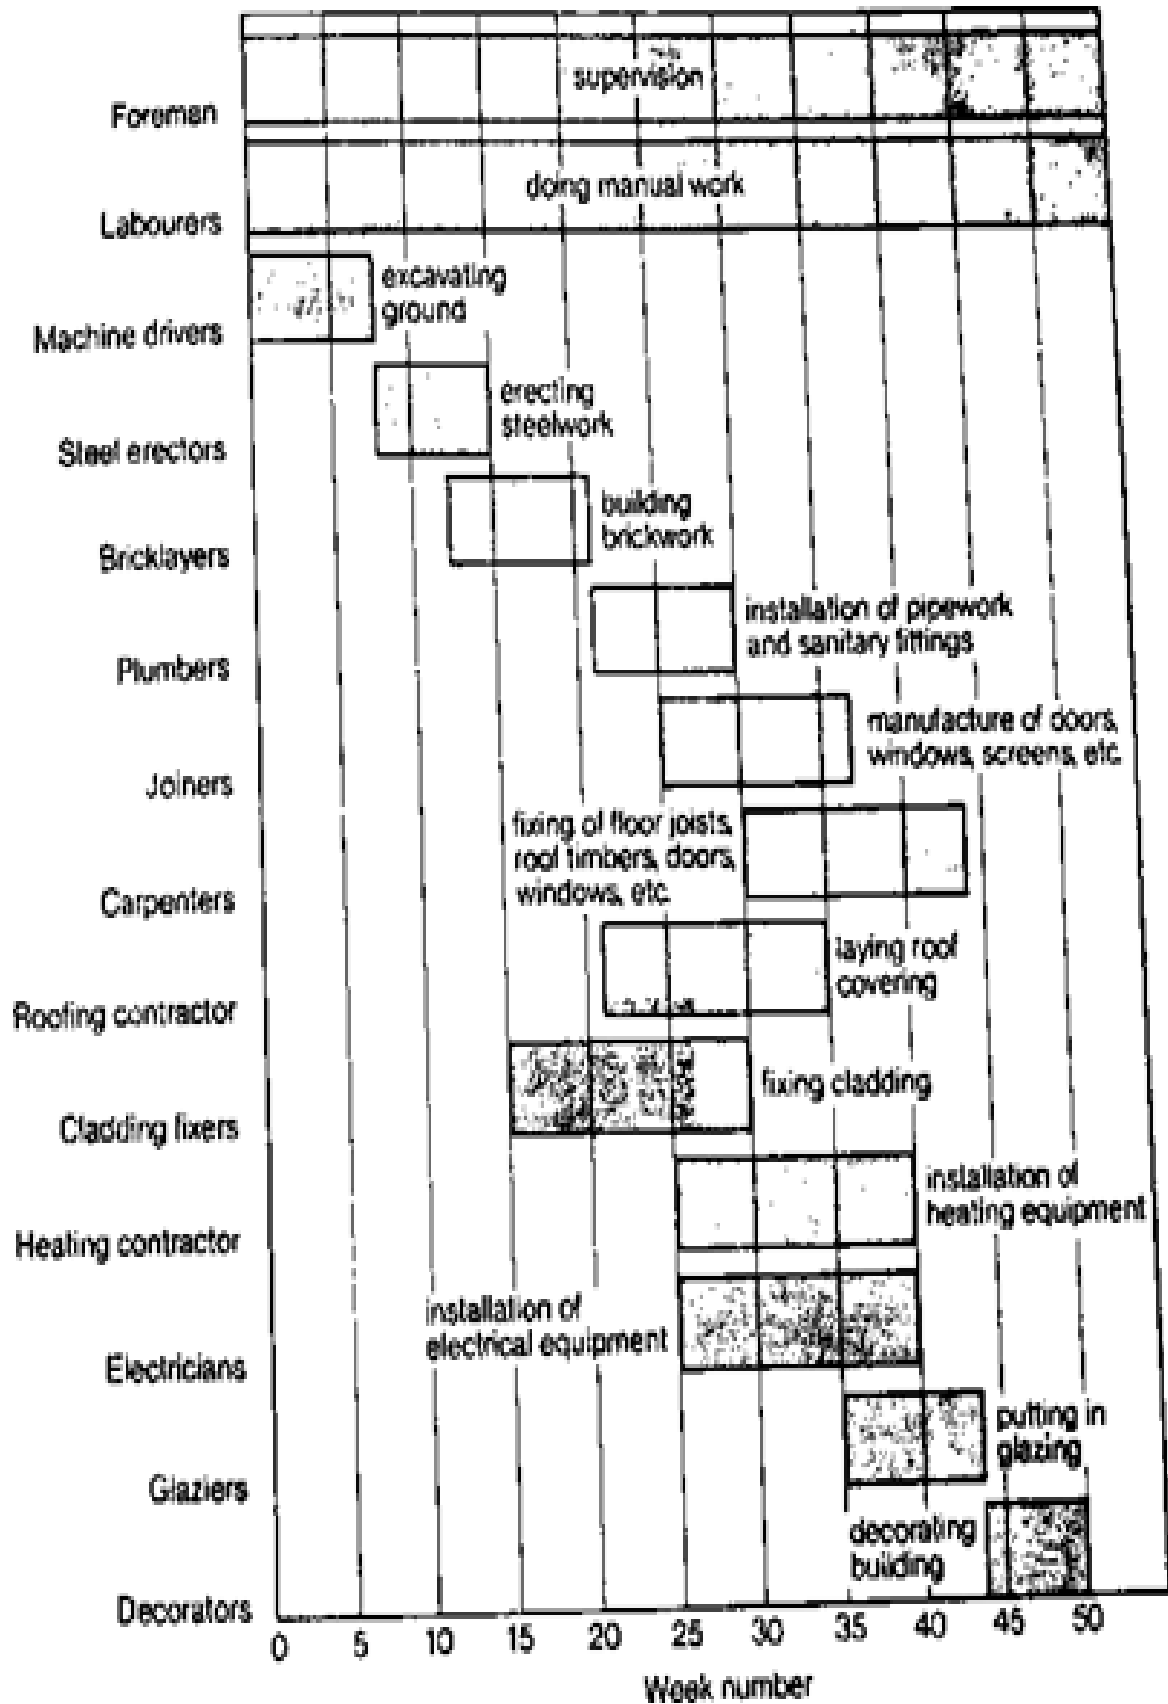 supervision
Foreman
doing manual work
Labourers
excavating
ground
Machine drivers
erecting
steelwork
Steel erectors
building
brickwork
Bricklayers
installation of pipework
and sanitary fittings
Plumbers
manufacture of doors,
windows, screens, etc
Joiners
fixing of floor joists,
roof timbers, doors,
windows, etc.
Carpenters
laying roof
covering
Roofing contractor
fixing cladding
Cladding fixers
installation of
heating equipment
Heating contractor
installation of
electrical equipment
Electricians
putting in
glazing
Glaziers
decorating
building
Decorators
0 5 10 15 20 25 30 35 40 45 50
Week number